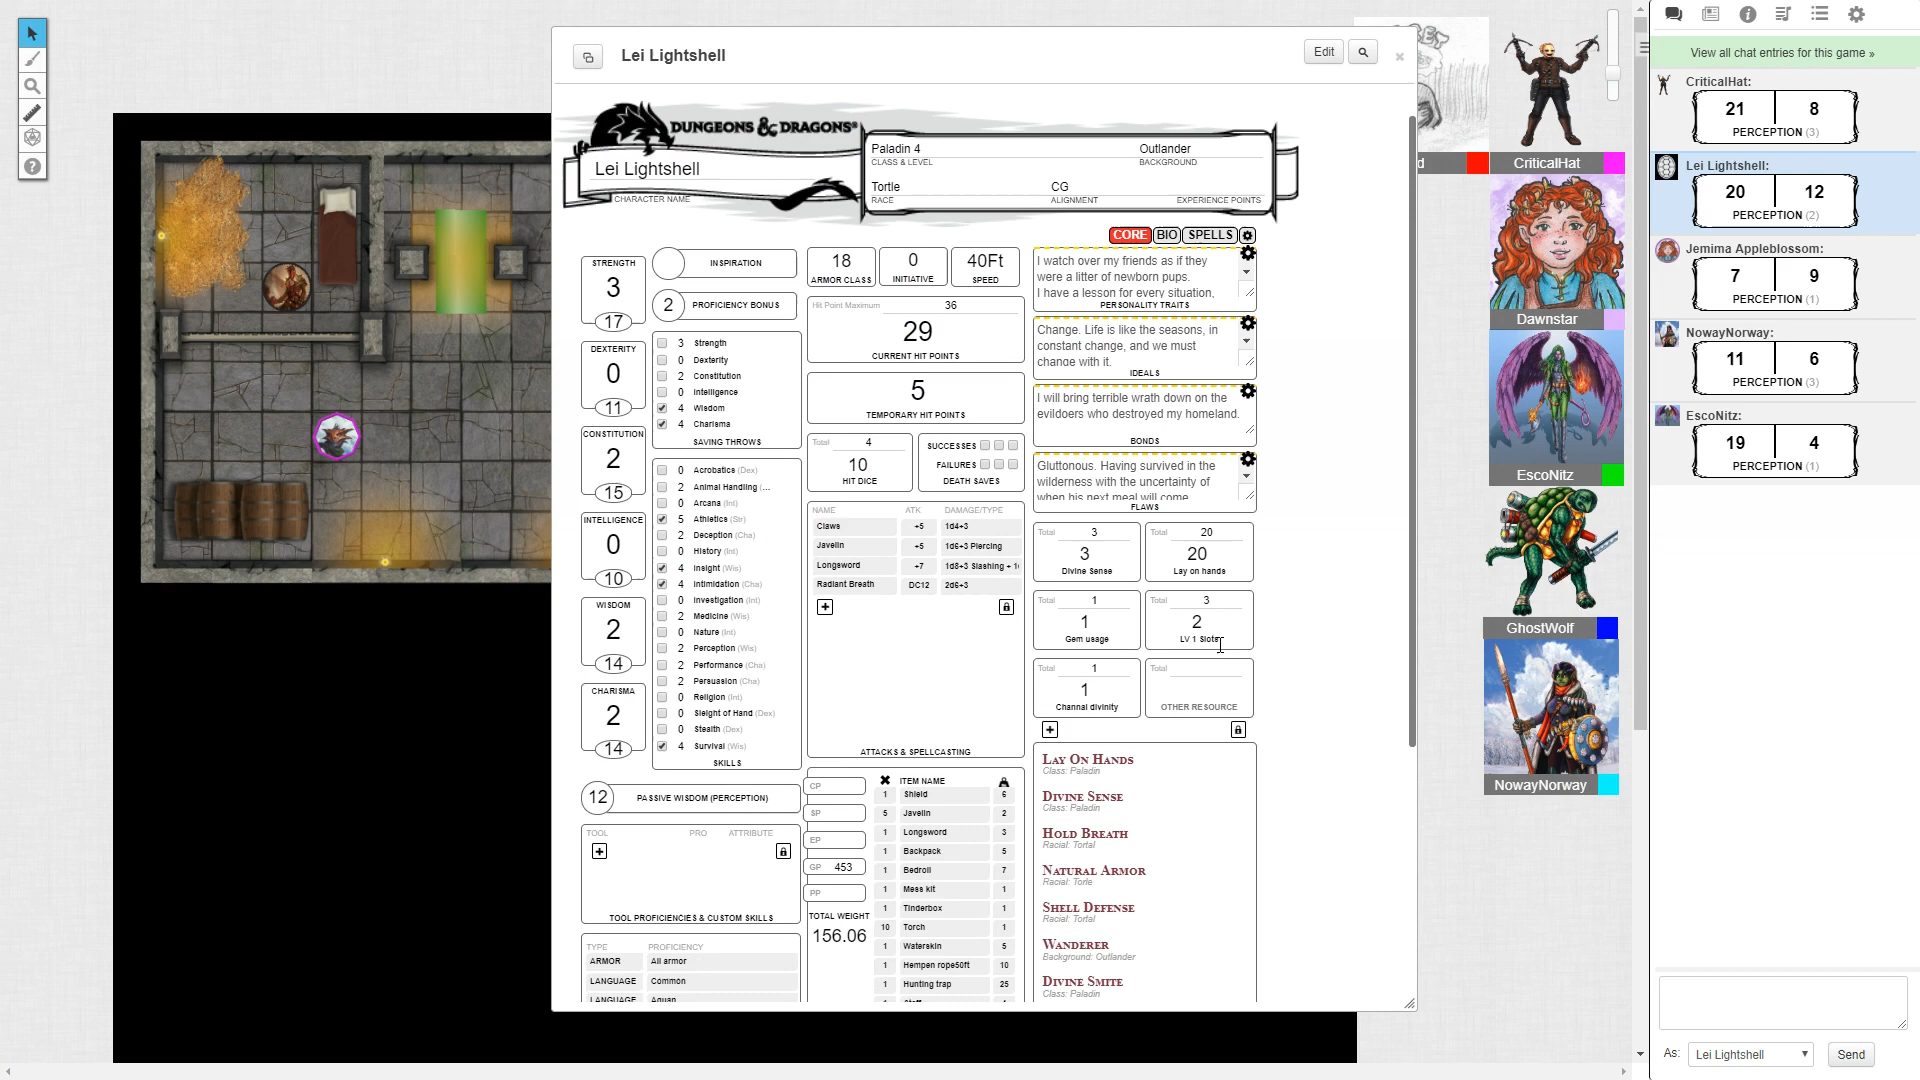 Lei Lightshell
Edit
DUNGEONS & DRAGONS®
Lei Lightshell
CHARACTER NAME
Paladin 4
Outlander
CLASS & LEVEL
BACKGROUND
Tortle
CG
RACE
ALIGNMENT
EXPERIENCE POINTS
CORE BIO SPELLS
STRENGTH
3
17
DEXTERITY
0
11
CONSTITUTION
2
15
INTELLIGENCE
0
10
WISDOM
2
14
CHARISMA
2
14
INSPIRATION
2 PROFICIENCY BONUS
3 Strength
0 Dexterity
2 Constitution
0 Intelligence
4 Wisdom
4 Charisma
SAVING THROWS
0 Acrobatics (Dex)
2 Animal Handling (...
0 Arcana (Int)
5 Athletics (Str)
2 Deception (Cha)
0 History (Int)
4 Insight (Wis)
4 Intimidation (Cha)
0 Investigation (Int)
2 Medicine (Wis)
0 Nature (Int)
2 Perception (Wis)
2 Performance (Cha)
2 Persuasion (Cha)
0 Religion (Int)
0 Sleight of Hand (Dex)
0 Stealth (Dex)
4 Survival (Wis)
SKILLS
12 PASSIVE WISDOM (PERCEPTION)
TOOL PRO ATTRIBUTE
TOOL PROFICIENCIES & CUSTOM SKILLS
TYPE PROFICIENCY
ARMOR All armor
LANGUAGE Common
LANGUAGE Aquan
18
ARMOR CLASS
0
INITIATIVE
40Ft
SPEED
Hit Point Maximum 36
29
CURRENT HIT POINTS
5
TEMPORARY HIT POINTS
Total 4
10
HIT DICE
SUCCESSES
FAILURES
DEATH SAVES
NAME ATK DAMAGE/TYPE
Claws +5 1d4+3
Javelin +5 1d6+3 Piercing
Longsword +7 1d8+3 Slashing + 1
Radiant Breath DC12 2d6+3
ATTACKS & SPELLCASTING
CP
SP
EP
GP 453
PP
TOTAL WEIGHT
156.06
ITEM NAME
1 Shield 6
5 Javelin 2
1 Longsword 3
1 Backpack 5
1 Bedroll 7
1 Mess kit 1
1 Tinderbox 1
10 Torch 1
1 Waterskin 5
1 Hempen rope50ft 10
1 Hunting trap 25
I watch over my friends as if they
were a litter of newborn pups.
I have a lesson for every situation,
PERSONALITY TRAITS
Change. Life is like the seasons, in
constant change, and we must
change with it.
IDEALS
I will bring terrible wrath down on the
evildoers who destroyed my homeland.
BONDS
Gluttonous. Having survived in the
wilderness with the uncertainty of
when his next meal will come
FLAWS
Total 3
3
Divine Sense
Total 20
20
Lay on hands
Total 1
1
Gem usage
Total 3
2
LV 1 Slots
Total 1
1
Channal divinity
Total
OTHER RESOURCE
LAY ON HANDS
Class: Paladin
DIVINE SENSE
Class: Paladin
HOLD BREATH
Racial: Tortal
NATURAL ARMOR
Racial: Torle
SHELL DEFENSE
Racial: Tortal
WANDERER
Background: Outlander
DIVINE SMITE
Class: Paladin
d
CriticalHat
Dawnstar
EscoNitz
GhostWolf
NowayNorway
View all chat entries for this game »
CriticalHat:
21 8
PERCEPTION (3)
Lei Lightshell:
20 12
PERCEPTION (2)
Jemima Appleblossom:
7 9
PERCEPTION (1)
NowayNorway:
11 6
PERCEPTION (3)
EscoNitz:
19 4
PERCEPTION (1)
As: Lei Lightshell Send